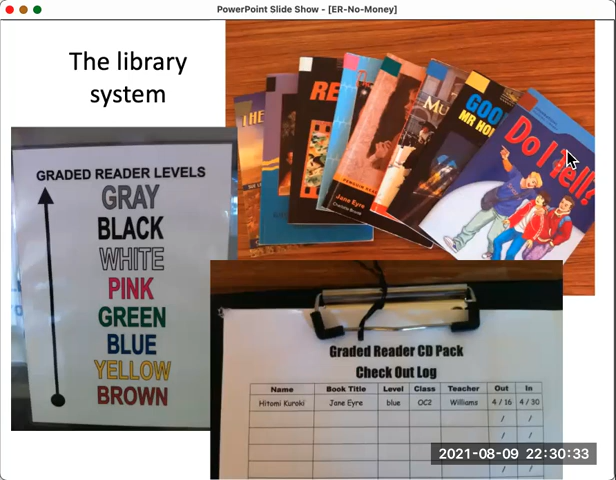 PowerPoint Slide Show - [ER-No-Money]
The library
system
GRADED READER LEVELS
GRAY
BLACK
WHITE
PINK
GREEN
BLUE
YELLOW
BROWN
RE
Jane Eyre
MU
GOO
MR HO
Do I Tell?
Graded Reader CD Pack
Check Out Log
Name Book Title Level Class Teacher Out In
Hitomi Kuroki Jane Eyre blue OC2 Williams 4 / 16 4 / 30
/ /
/ /
/
2021-08-09 22:30:33